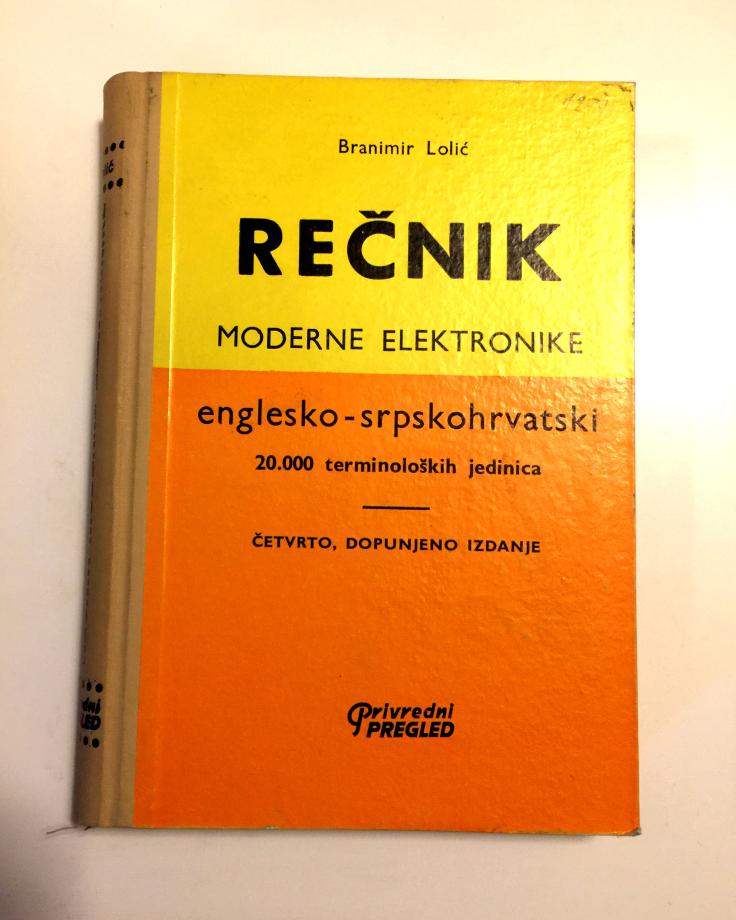 Branimir Lolić
REČNIK
MODERNE ELEKTRONIKE
englesko-srpskohrvatski
20.000 terminoloških jedinica
ČETVRTO, DOPUNJENO IZDANJE
Privredni
PREGLED